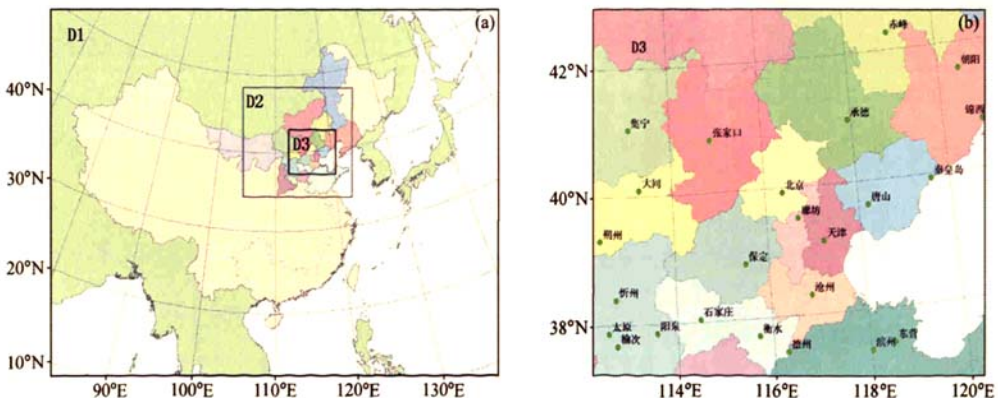 D1
(a)
D2
D3
40°N
30°N
20°N
10°N
90°E
100°E
110°E
120°E
130°E
(b)
D3
赤峰
朝阳
锦西
承德
集宁
张家口
大同
北京
秦皇岛
唐山
廊坊
朔州
天津
保定
沧州
忻州
石家庄
太原
阳泉
榆次
衡水
德州
滨州
东营
42°N
40°N
38°N
114°E
116°E
118°E
120°E